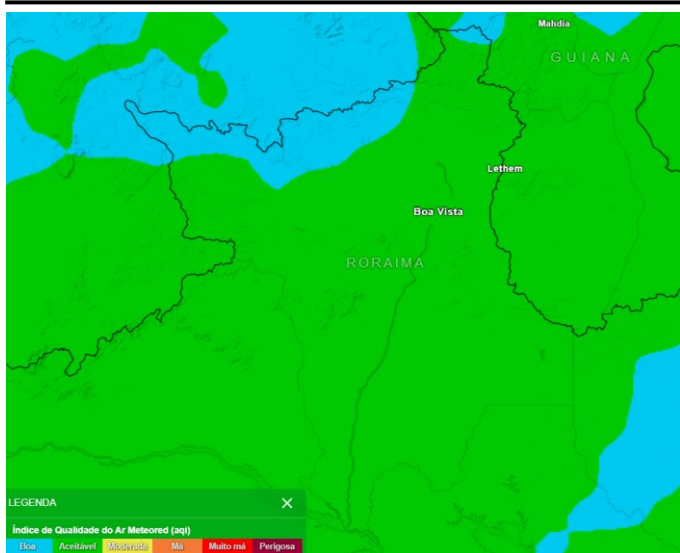 Mahdia
GUIANA
Lethem
Boa Vista
RORAIMA
LEGENDA ×
Índice de Qualidade do Ar Meteored (aqi)
Boa Aceitável Moderada Má Muito má Perigosa